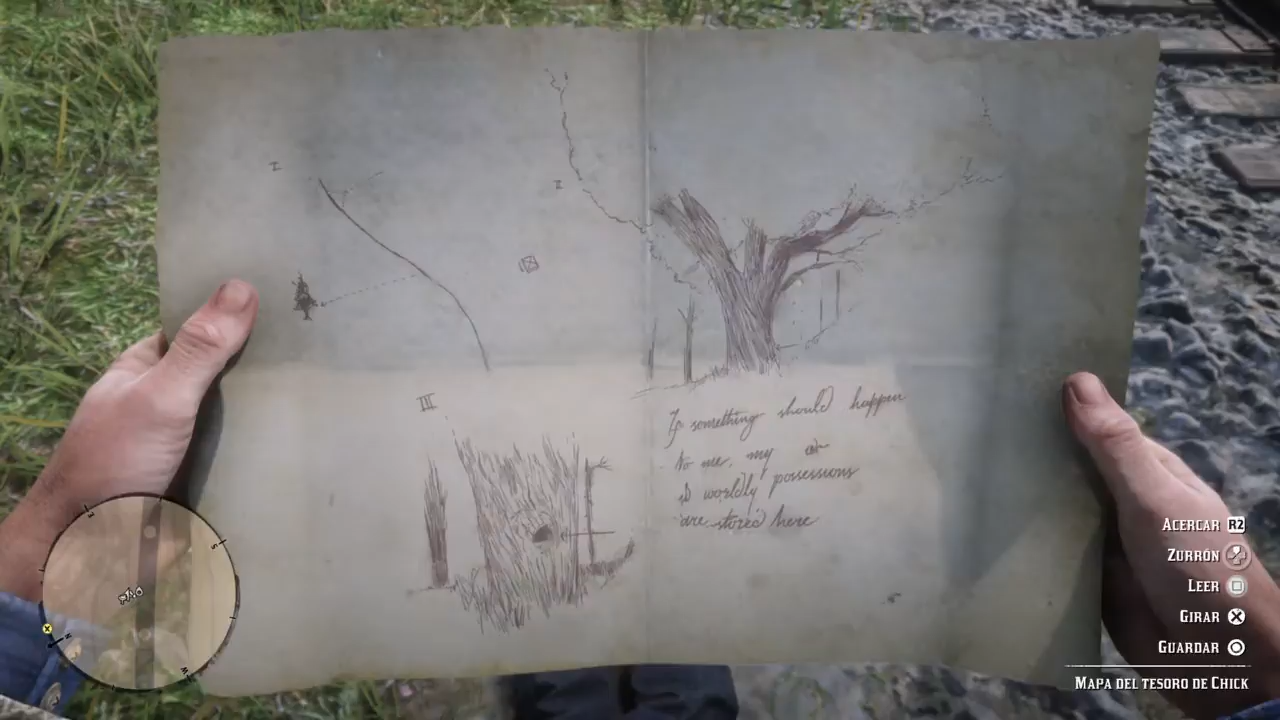 I
2
III
If something should happen
to me, my
worldly possessions
are stored here
ACERCAR R2
ZURRÓN
LEER
GIRAR
GUARDAR
MAPA DEL TESORO DE CHICK